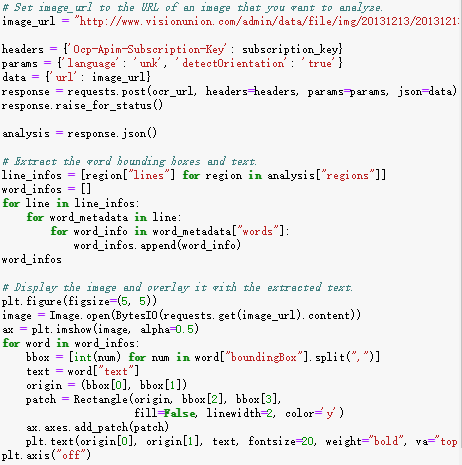 # Set image_url to the URL of an image that you want to analyze.
image_url = "http://www.visionunion.com/admin/data/file/img/20131213/2013121
headers = {'Ocp-Apim-Subscription-Key': subscription_key}
params = {'language': 'unk', 'detectOrientation': 'true'}
data = {'url': image_url}
response = requests.post(ocr_url, headers=headers, params=params, json=data)
response.raise_for_status()
analysis = response.json()
# Extract the word bounding boxes and text.
line_infos = [region["lines"] for region in analysis["regions"]]
word_infos = []
for line in line_infos:
    for word_metadata in line:
        for word_info in word_metadata["words"]:
            word_infos.append(word_info)
word_infos
# Display the image and overlay it with the extracted text.
plt.figure(figsize=(5, 5))
image = Image.open(BytesIO(requests.get(image_url).content))
ax = plt.imshow(image, alpha=0.5)
for word in word_infos:
    bbox = [int(num) for num in word["boundingBox"].split(",")]
    text = word["text"]
    origin = (bbox[0], bbox[1])
    patch = Rectangle(origin, bbox[2], bbox[3],
                      fill=False, linewidth=2, color='y')
    ax.axes.add_patch(patch)
    plt.text(origin[0], origin[1], text, fontsize=20, weight="bold", va="top
plt.axis("off")